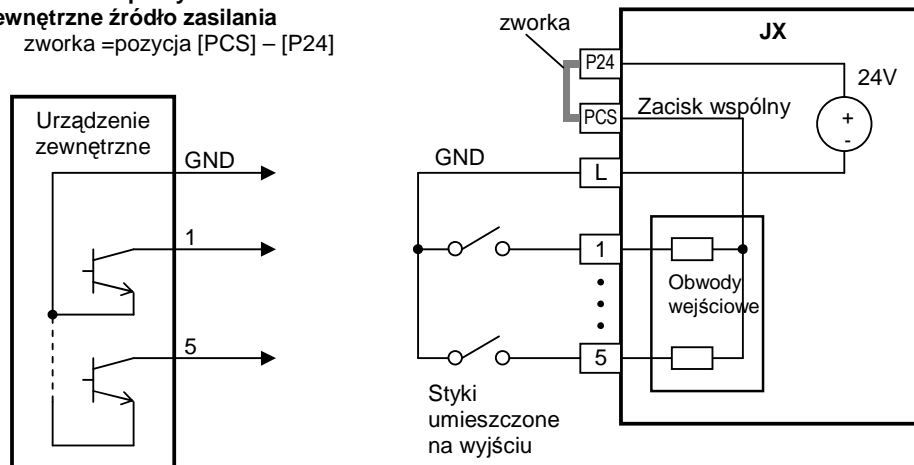 ewnętrzne źródło zasilania
zworka =pozycja [PCS] – [P24]
Urządzenie
zewnętrzne
GND
1
5
zworka
JX
P24
24V
PCS
Zacisk wspólny
+
-
GND
L
1
Obwody
wejściowe
5
Styki
umieszczone
na wyjściu